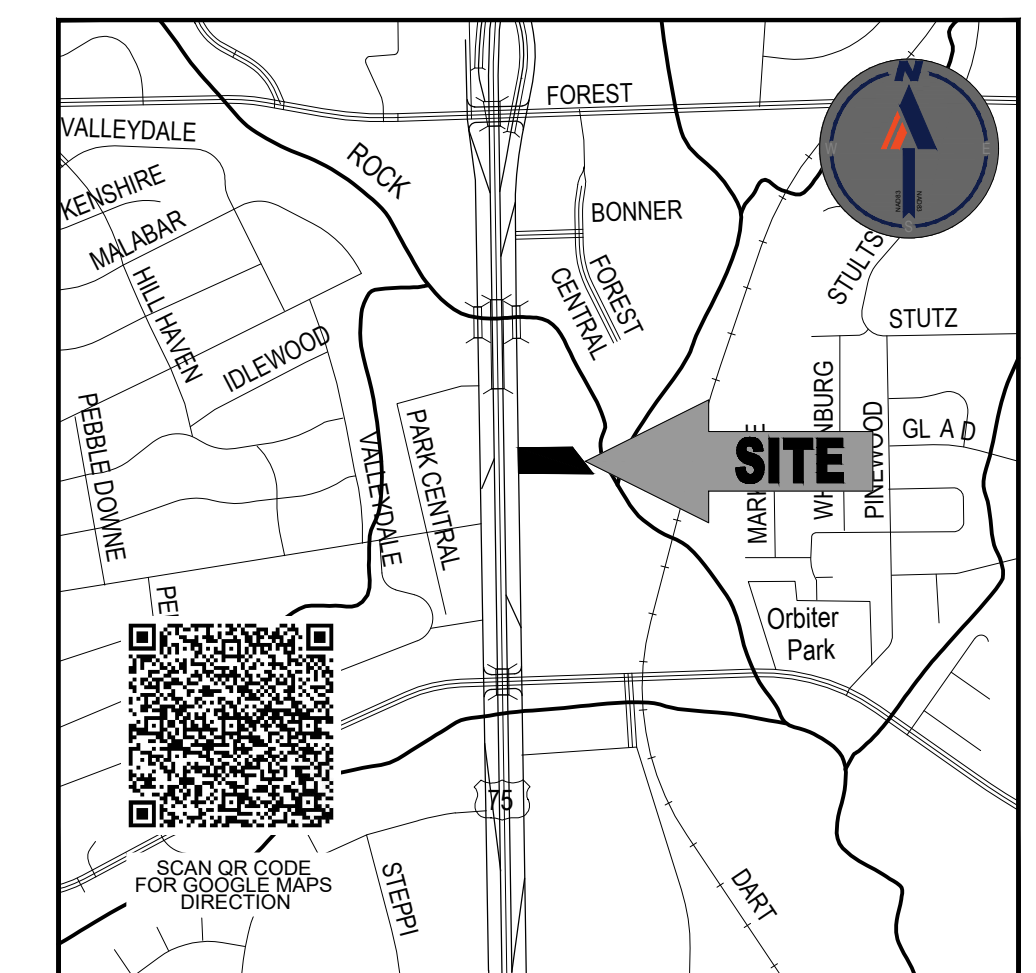 FOREST
N
VALLEYDALE
ROCK
W
E
KENSHIRE
BONNER
NAD83
S
MALABAR
STULTS
HILL HAVEN
FOREST
CENTRAL
STUTZ
IDLEWOOD
PEBBLE DOWNE
VALLEYDALE
PARK CENTRAL
PINEWOOD
GL A D
SITE
Orbiter
Park
75
SCAN QR CODE
FOR GOOGLE MAPS
DIRECTION
STEPPI
DART